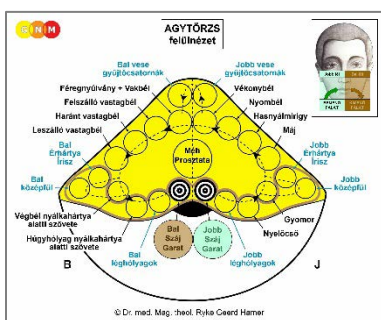 GNM
AGYTÖRZS
felülnézet
Bal vese
gyűjtőcsatornák
Jobb vese
gyűjtőcsatornák
Féregnyúlvány + Vakbél
Felszálló vastagbél
Haránt vastagbél
Leszálló vastagbél
Vékonybél
Nyombél
Hasnyálmirigy
Máj
Bal
Érhártya
Írisz
Jobb
Érhártya
Írisz
Méh
Prosztata
Bal
középfül
Jobb
középfül
Végbél nyálkahártya
alatti szövete
Húgyhólyag nyálkahártya
alatti szövete
Gyomor
Nyelőcső
Bal
Száj
Garat
Jobb
Száj
Garat
B
J
Bal
léghólyagok
Jobb
léghólyagok
© Dr. med. Mag. theol. Ryke Geerd Hamer